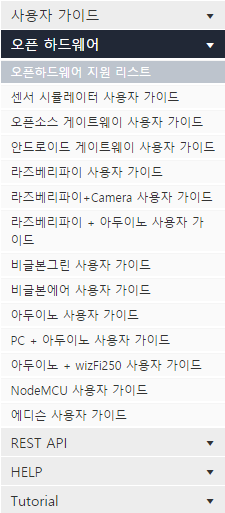 사용자 가이드
오픈 하드웨어
오픈하드웨어 지원 리스트
센서 시뮬레이터 사용자 가이드
오픈소스 게이트웨이 사용자 가이드
안드로이드 게이트웨이 사용자 가이드
라즈베리파이 사용자 가이드
라즈베리파이+Camera 사용자 가이드
라즈베리파이 + 아두이노 사용자 가
이드
비글본그린 사용자 가이드
비글본에어 사용자 가이드
아두이노 사용자 가이드
PC + 아두이노 사용자 가이드
아두이노 + wizFi250 사용자 가이드
NodeMCU 사용자 가이드
에디슨 사용자 가이드
REST API
HELP
Tutorial